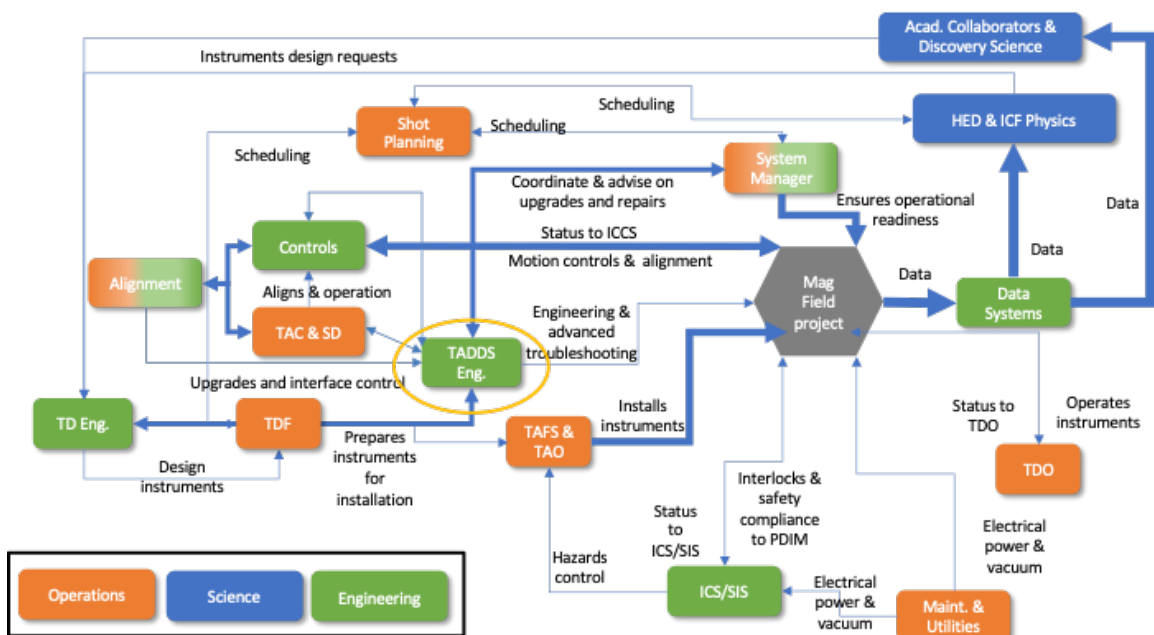 Acad. Collaborators &
Discovery Science
Instruments design requests
Scheduling
Shot
Planning
Scheduling
HED & ICF Physics
Scheduling
System
Manager
Coordinate & advise on
upgrades and repairs
Ensures operational
readiness
Data
Controls
Status to ICCS
Motion controls & alignment
Data
Alignment
Aligns & operation
Mag
Field
project
Data
Data
Systems
TAC & SD
Engineering &
advanced
troubleshooting
TADDS
Eng.
Upgrades and interface control
TD Eng.
TDF
Prepares
instruments
for
installation
Design
instruments
TAFS &
TAO
Installs
instruments
Status to
TDO
Operates
instruments
TDO
Interlocks &
safety
compliance
to PDIM
Status
to
ICS/SIS
Hazards
control
Electrical
power &
vacuum
ICS/SIS
Electrical
power &
vacuum
Maint. &
Utilities
Operations
Science
Engineering